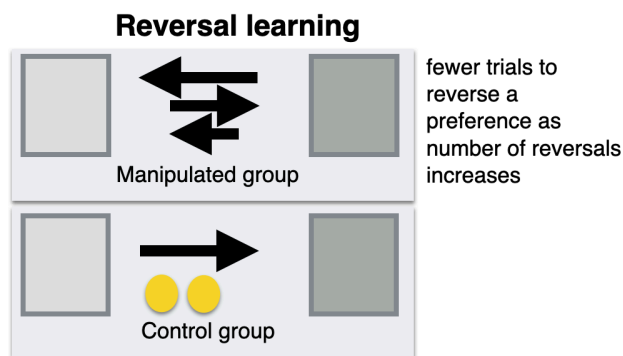 Reversal learning
fewer trials to
reverse a
preference as
number of reversals
increases
Manipulated group
Control group